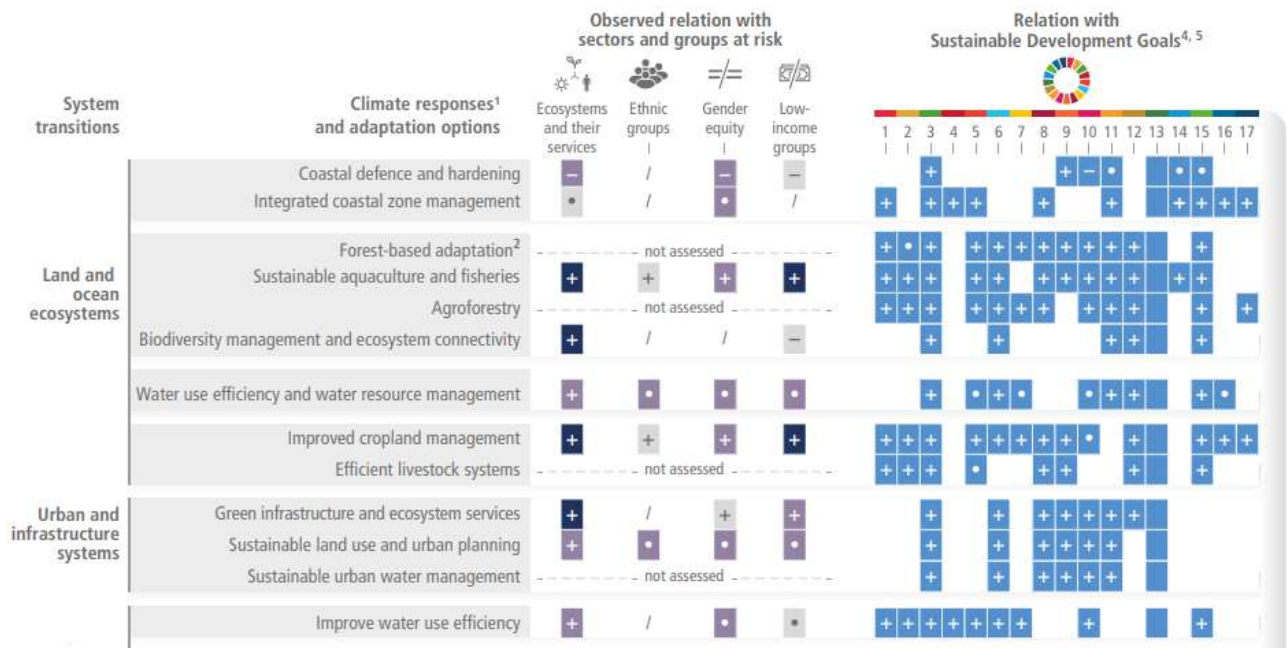 Observed relation with
sectors and groups at risk
Relation with
Sustainable Development Goals4, 5
System
transitions
Climate responses1
and adaptation options
Ecosystems
and their
services
Ethnic
groups
Gender
equity
Low-
income
groups
1 2 3 4 5 6 7 8 9 10 11 12 13 14 15 16 17
Land and
ocean
ecosystems
Coastal defence and hardening – / – – + + – • • •
Integrated coastal zone management • / • / + + + + + + + + + +
Forest-based adaptation2 not assessed + • + + + + + + + + + +
Sustainable aquaculture and fisheries + + + + + + + + + + + + + + + +
Agroforestry not assessed + + + + + + + + + + + +
Biodiversity management and ecosystem connectivity + / / – + + + + +
Water use efficiency and water resource management + • • • + • + • • + + + •
Improved cropland management + + + + + + + + + + + + • + + + +
Efficient livestock systems not assessed + + + • + + + +
Urban and
infrastructure
systems
Green infrastructure and ecosystem services + / + + + + + + + + +
Sustainable land use and urban planning + • • • + + + + + +
Sustainable urban water management not assessed + + + + + +
Improve water use efficiency + / • • + + + + + + + + +